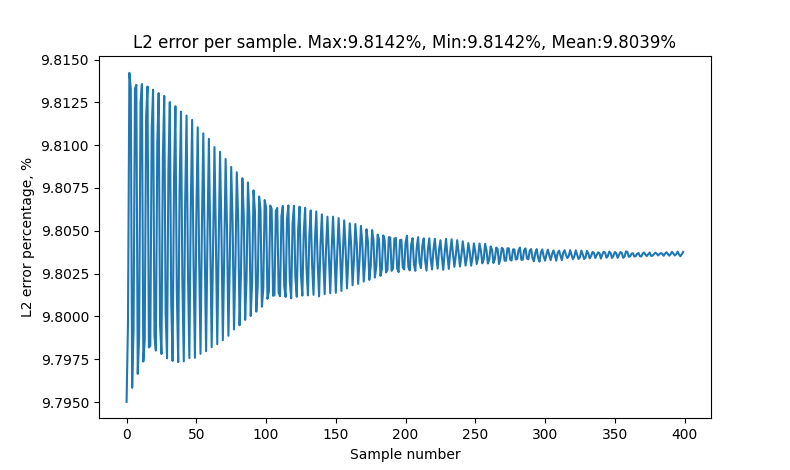 L2 error per sample. Max:9.8142%, Min:9.8142%, Mean:9.8039%
L2 error percentage, %
9.8150
9.8125
9.8100
9.8075
9.8050
9.8025
9.8000
9.7975
9.7950
0 50 100 150 200 250 300 350 400
Sample number